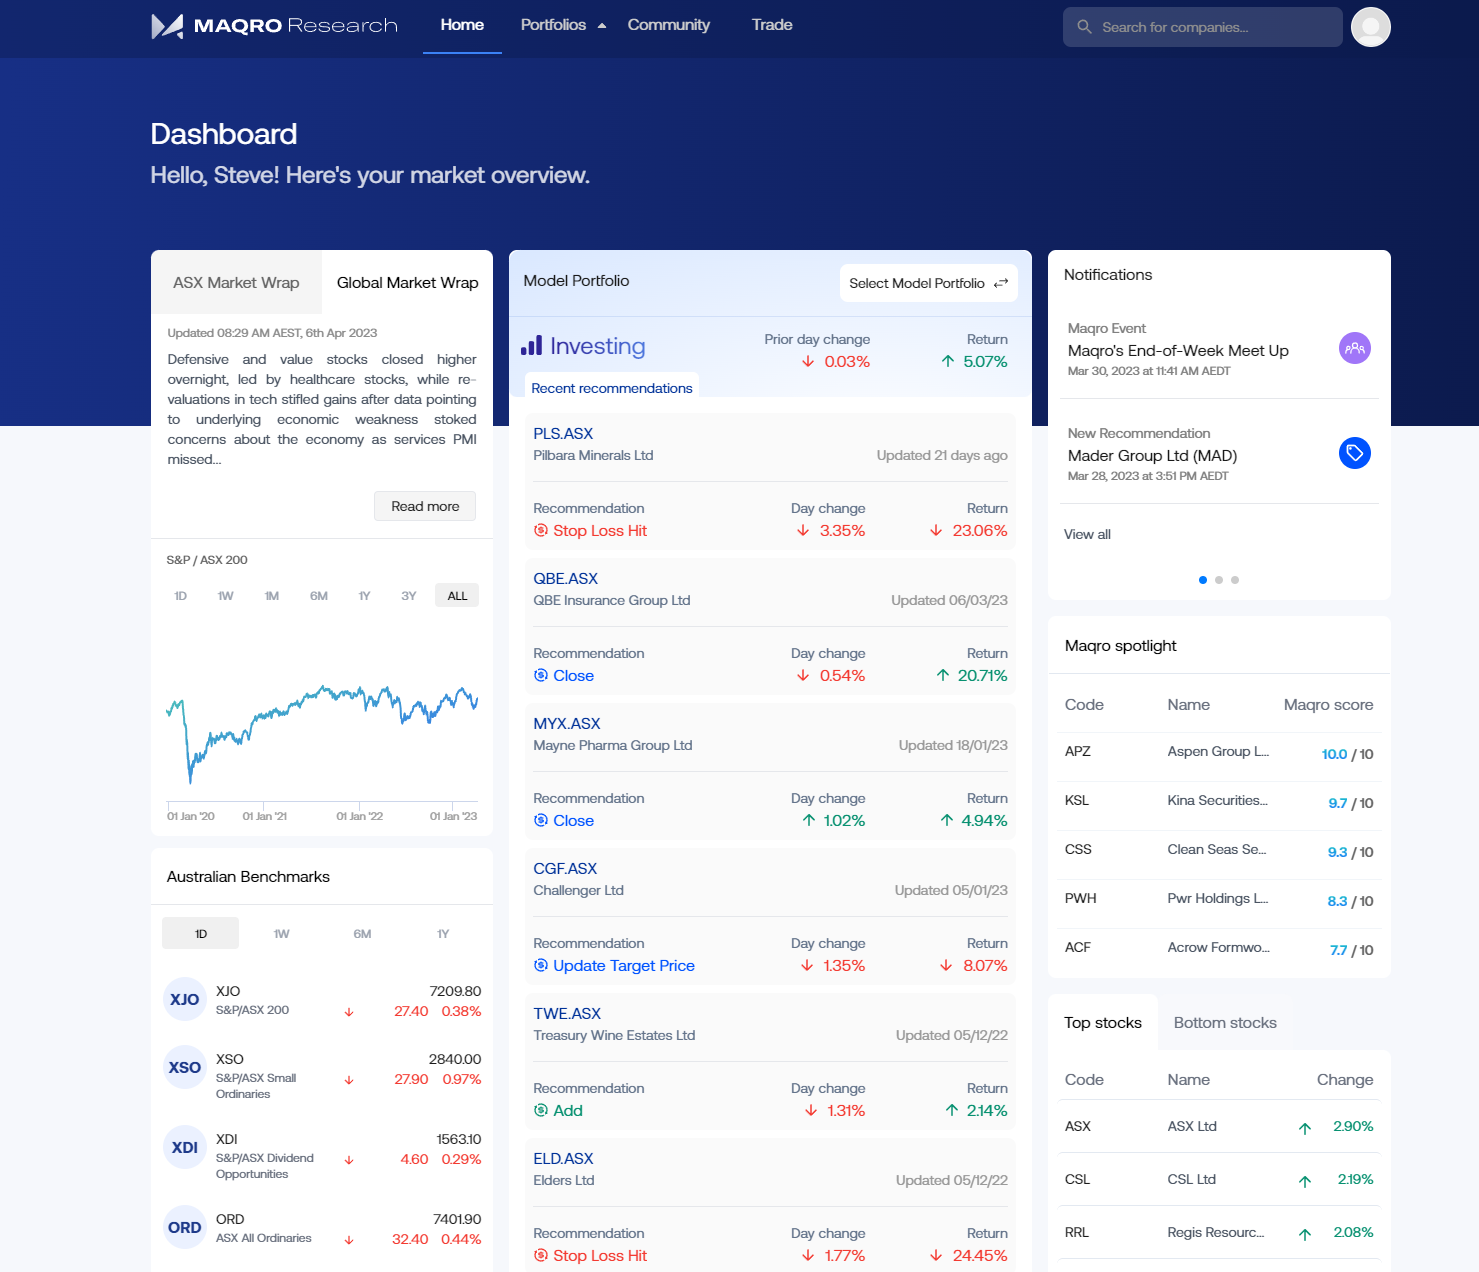 MAQRO Research
Home
Portfolios
Community
Trade
Search for companies...
Dashboard
Hello, Steve! Here's your market overview.
ASX Market Wrap
Global Market Wrap
Updated 08:29 AM AEST, 6th Apr 2023
Defensive and value stocks closed higher
overnight, led by healthcare stocks, while re-
valuations in tech stifled gains after data pointing
to underlying economic weakness stoked
concerns about the economy as services PMI
missed...
Read more
S&P / ASX 200
1D 1W 1M 6M 1Y 3Y ALL
01 Jan '20 01 Jan '21 01 Jan '22 01 Jan '23
Australian Benchmarks
1D 1W 6M 1Y
XJO XJO 7209.80
S&P/ASX 200 27.40 0.38%
XSO XSO 2840.00
S&P/ASX Small 27.90 0.97%
Ordinaries
XDI XDI 1563.10
S&P/ASX Dividend 4.60 0.29%
Opportunities
ORD ORD 7401.90
ASX All Ordinaries 32.40 0.44%
Model Portfolio
Select Model Portfolio
Investing
Prior day change Return
0.03% 5.07%
Recent recommendations
PLS.ASX
Pilbara Minerals Ltd Updated 21 days ago
Recommendation Day change Return
Stop Loss Hit 3.35% 23.06%
QBE.ASX
QBE Insurance Group Ltd Updated 06/03/23
Recommendation Day change Return
Close 0.54% 20.71%
MYX.ASX
Mayne Pharma Group Ltd Updated 18/01/23
Recommendation Day change Return
Close 1.02% 4.94%
CGF.ASX
Challenger Ltd Updated 05/01/23
Recommendation Day change Return
Update Target Price 1.35% 8.07%
TWE.ASX
Treasury Wine Estates Ltd Updated 05/12/22
Recommendation Day change Return
Add 1.31% 2.14%
ELD.ASX
Elders Ltd Updated 05/12/22
Recommendation Day change Return
Stop Loss Hit 1.77% 24.45%
Notifications
Maqro Event
Maqro's End-of-Week Meet Up
Mar 30, 2023 at 11:41 AM AEDT
New Recommendation
Mader Group Ltd (MAD)
Mar 28, 2023 at 3:51 PM AEDT
View all
Maqro spotlight
Code Name Maqro score
APZ Aspen Group L... 10.0 / 10
KSL Kina Securities... 9.7 / 10
CSS Clean Seas Se... 9.3 / 10
PWH Pwr Holdings L... 8.3 / 10
ACF Acrow Formwo... 7.7 / 10
Top stocks Bottom stocks
Code Name Change
ASX ASX Ltd 2.90%
CSL CSL Ltd 2.19%
RRL Regis Resourc... 2.08%